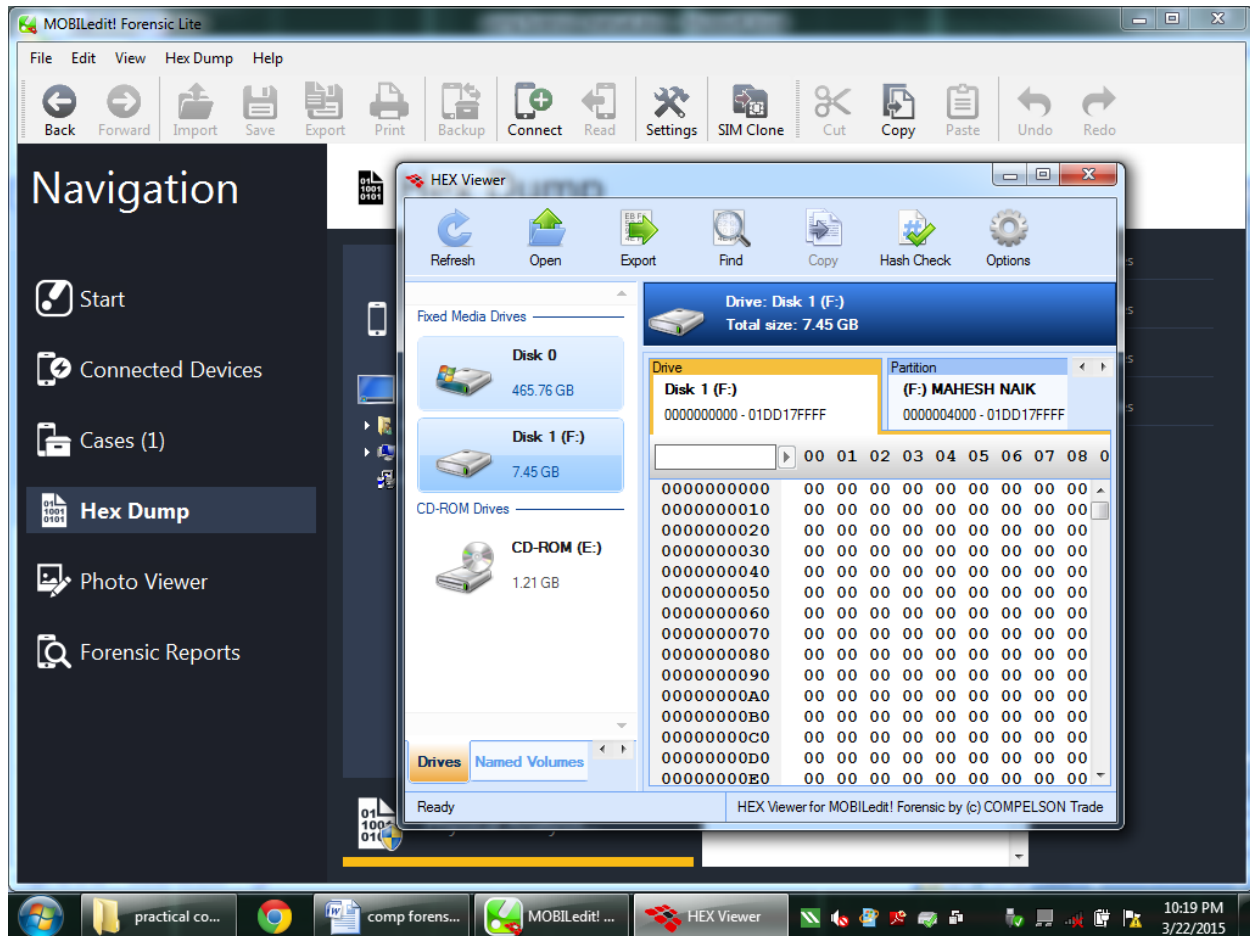 MOBILedit! Forensic Lite
File Edit View Hex Dump Help
Back Forward Import Save Export Print Backup Connect Read Settings SIM Clone Cut Copy Paste Undo Redo
Navigation
Start
Connected Devices
Cases (1)
Hex Dump
Photo Viewer
Forensic Reports
HEX Viewer
Refresh Open Export Find Copy Hash Check Options
Fixed Media Drives
Disk 0
465.76 GB
Disk 1 (F:)
7.45 GB
CD-ROM Drives
CD-ROM (E:)
1.21 GB
Drives Named Volumes
Drive: Disk 1 (F:)
Total size: 7.45 GB
Drive Partition
Disk 1 (F:) (F:) MAHESH NAIK
0000000000 - 01DD17FFFF 0000004000 - 01DD17FFFF
00 01 02 03 04 05 06 07 08 0
0000000000 00 00 00 00 00 00 00 00 00
0000000010 00 00 00 00 00 00 00 00 00
0000000020 00 00 00 00 00 00 00 00 00
0000000030 00 00 00 00 00 00 00 00 00
0000000040 00 00 00 00 00 00 00 00 00
0000000050 00 00 00 00 00 00 00 00 00
0000000060 00 00 00 00 00 00 00 00 00
0000000070 00 00 00 00 00 00 00 00 00
0000000080 00 00 00 00 00 00 00 00 00
0000000090 00 00 00 00 00 00 00 00 00
00000000A0 00 00 00 00 00 00 00 00 00
00000000B0 00 00 00 00 00 00 00 00 00
00000000C0 00 00 00 00 00 00 00 00 00
00000000D0 00 00 00 00 00 00 00 00 00
00000000E0 00 00 00 00 00 00 00 00 00
Ready HEX Viewer for MOBILedit! Forensic by (c) COMPELSON Trade
practical co... comp forens... MOBILedit! ... HEX Viewer
10:19 PM
3/22/2015